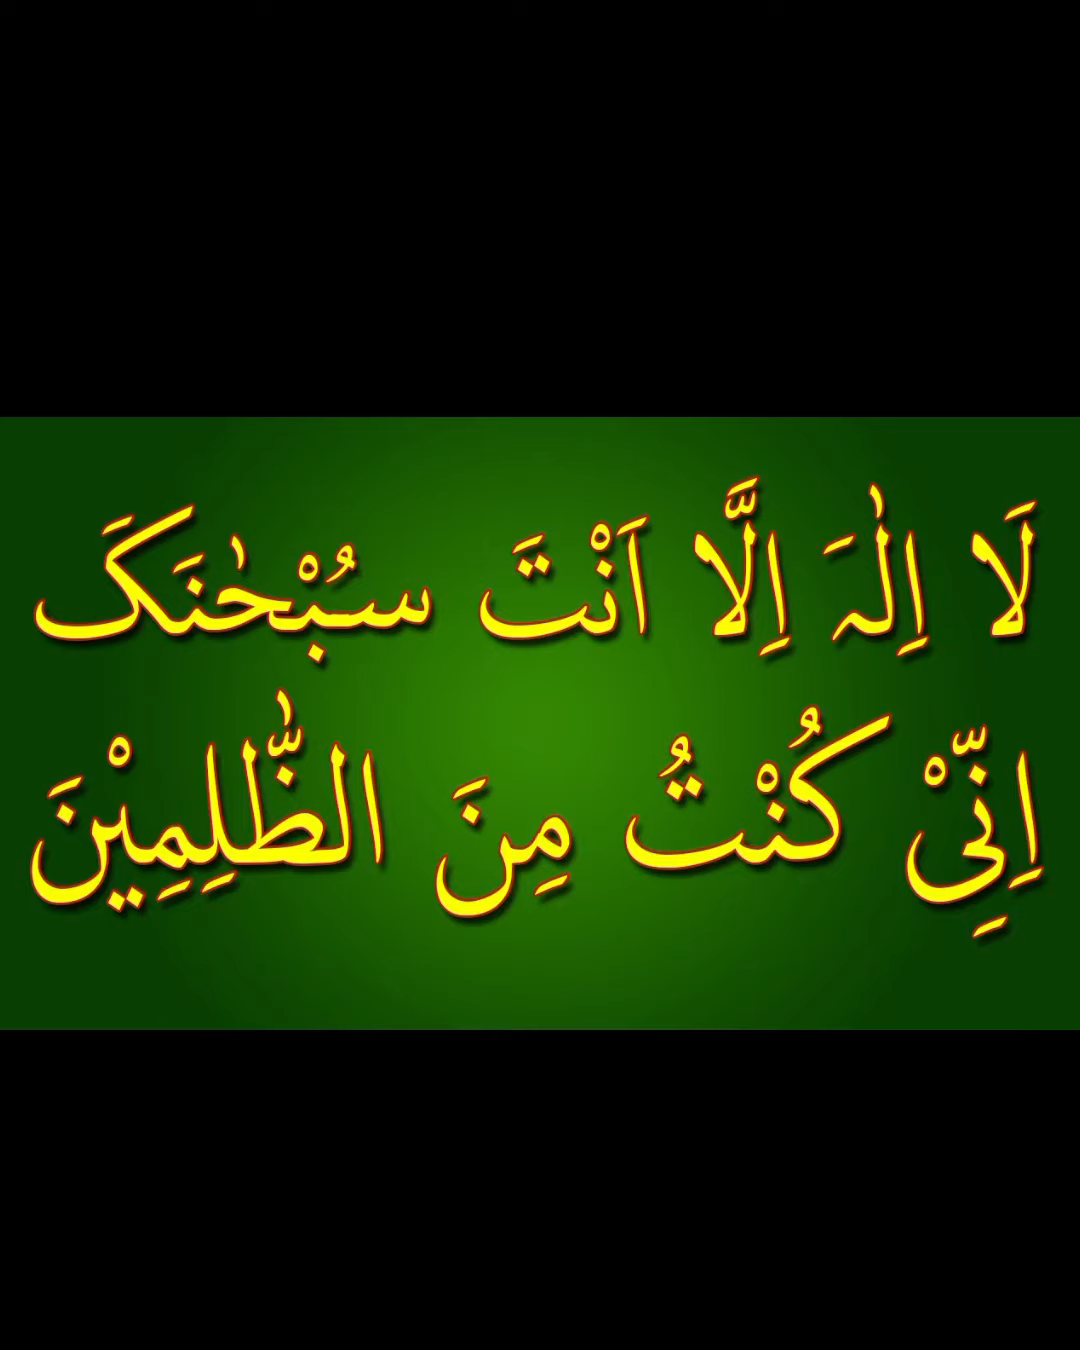 لَا اِلٰہَ اِلَّا اَنْتَ سُبْحٰنَکَ
اِنِّیْ کُنْتُ مِنَ الظّٰلِمِیْنَ